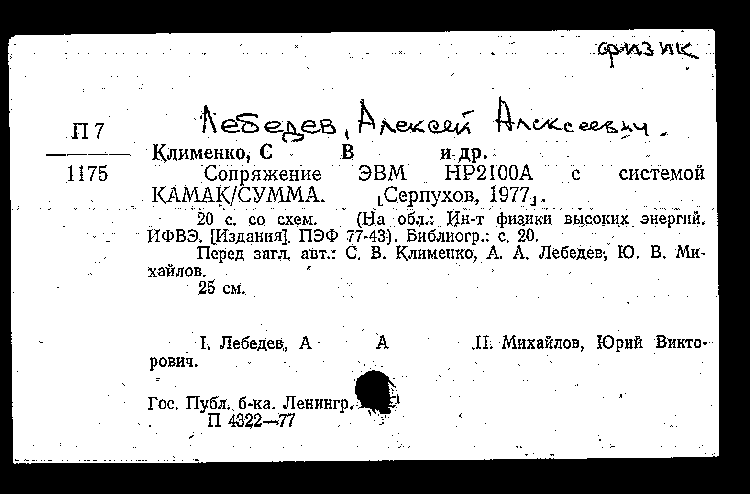 физик
Лебедев, Алексей Алексеевич.
П 7
1175
Клименко, С В и др.
Сопряжение ЭВМ НР2100А с системой
КАМАК/СУММА. [Серпухов, 1977].
20 с. со схем. (На обл.: Ин-т физики высоких энергий.
ИФВЭ. [Издания]. ПЭФ 77-43). Библиогр.: с. 20.
Перед загл. авт.: С. В. Клименко, А. А. Лебедев, Ю. В. Ми-
хайлов.
25 см.
I. Лебедев, А А II. Михайлов, Юрий Викто-
рович.
Гос. Публ. б-ка. Ленингр.
П 4322—77